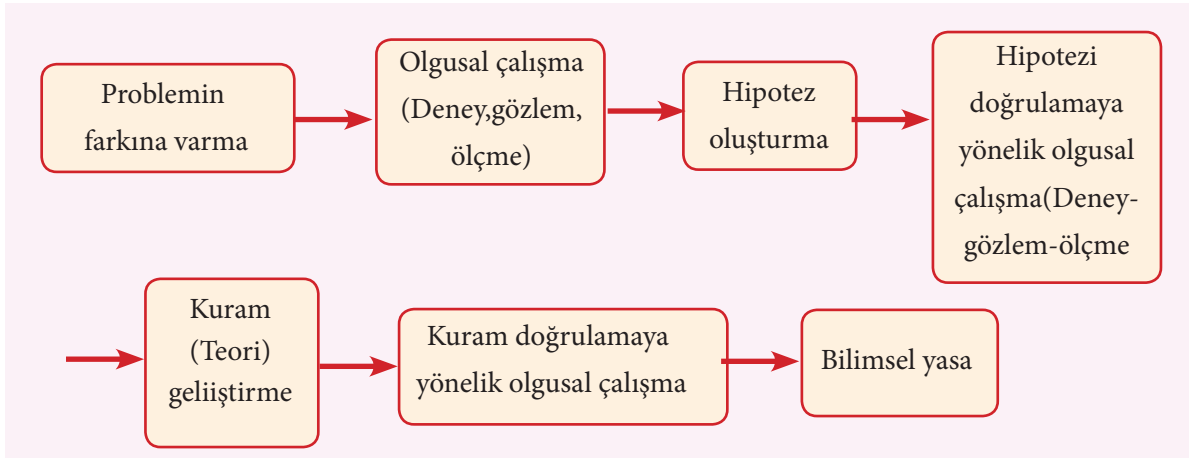 Problemin
farkına varma
Olgusal çalışma
(Deney,gözlem,
ölçme)
Hipotez
oluşturma
Hipotezi
doğrulamaya
yönelik olgusal
çalışma(Deney-
gözlem-ölçme
Kuram
(Teori)
geliiştirme
Kuram doğrulamaya
yönelik olgusal çalışma
Bilimsel yasa